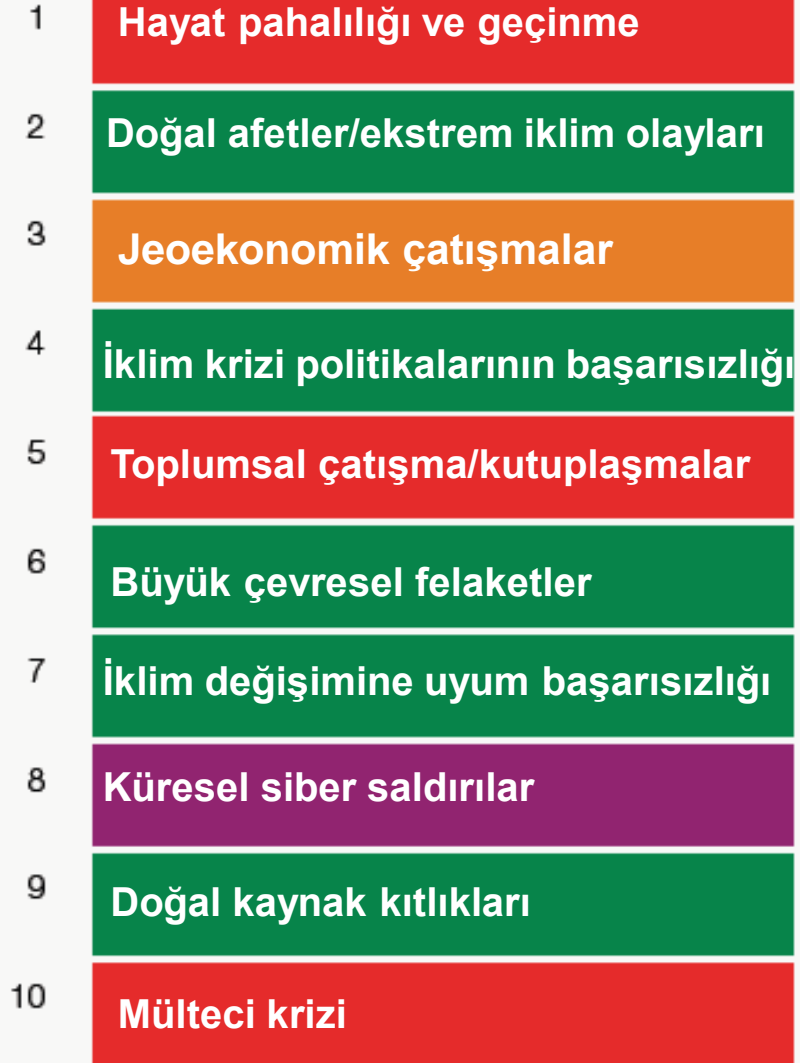 1 Hayat pahalılığı ve geçinme
2 Doğal afetler/ekstrem iklim olayları
3 Jeoekonomik çatışmalar
4 İklim krizi politikalarının başarısızlığı
5 Toplumsal çatışma/kutuplaşmalar
6 Büyük çevresel felaketler
7 İklim değişimine uyum başarısızlığı
8 Küresel siber saldırılar
9 Doğal kaynak kıtlıkları
10 Mülteci krizi